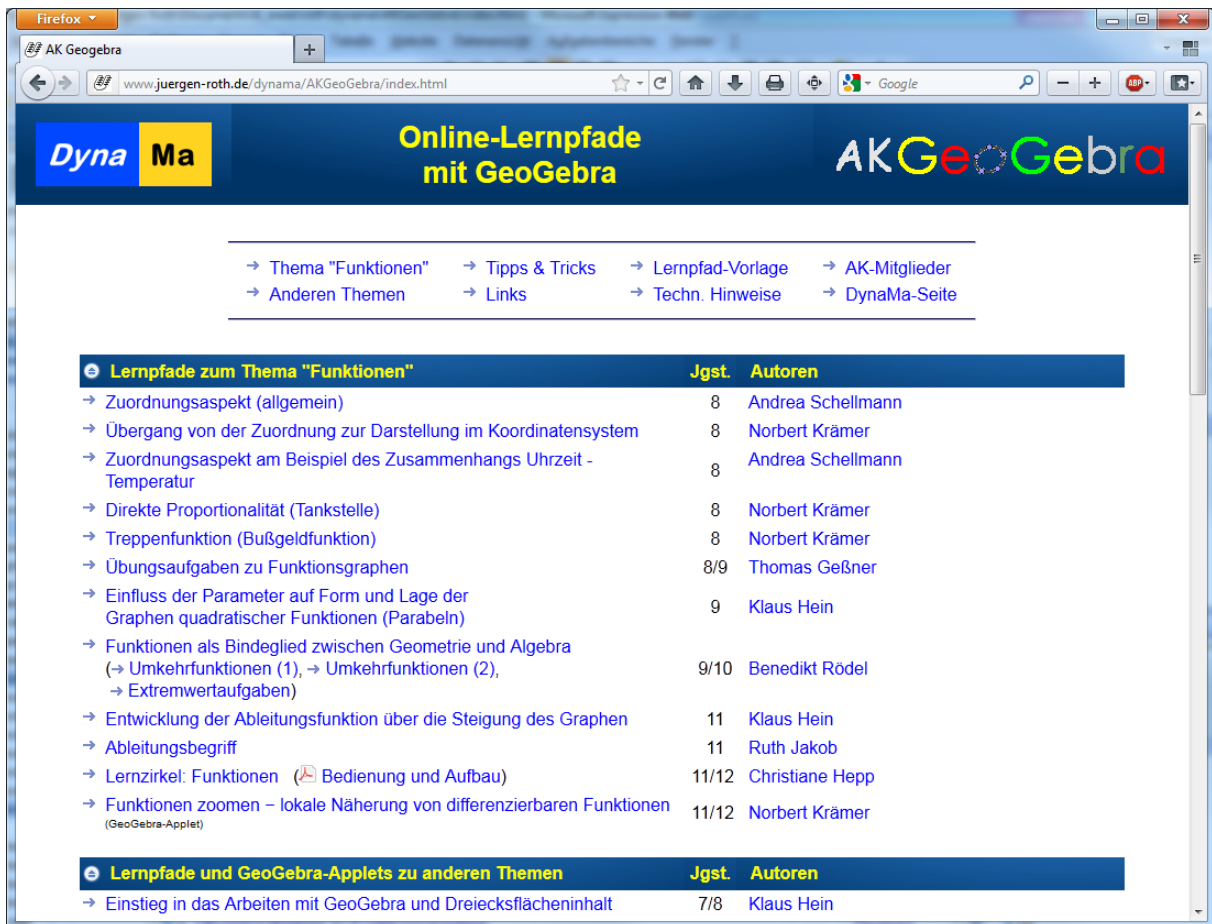 Firefox
AK Geogebra
www.juergen-roth.de/dynama/AKGeoGebra/index.html
Google
ABP
Dyna Ma
Online-Lernpfade
mit GeoGebra
AKGeoGebra
Thema "Funktionen" Tipps & Tricks Lernpfad-Vorlage AK-Mitglieder
Anderen Themen Links Techn. Hinweise DynaMa-Seite
Lernpfade zum Thema "Funktionen" Jgst. Autoren
→ Zuordnungsaspekt (allgemein) 8 Andrea Schellmann
→ Übergang von der Zuordnung zur Darstellung im Koordinatensystem 8 Norbert Krämer
→ Zuordnungsaspekt am Beispiel des Zusammenhangs Uhrzeit -
Temperatur 8 Andrea Schellmann
→ Direkte Proportionalität (Tankstelle) 8 Norbert Krämer
→ Treppenfunktion (Bußgeldfunktion) 8 Norbert Krämer
→ Übungsaufgaben zu Funktionsgraphen 8/9 Thomas Geßner
→ Einfluss der Parameter auf Form und Lage der
Graphen quadratischer Funktionen (Parabeln) 9 Klaus Hein
→ Funktionen als Bindeglied zwischen Geometrie und Algebra
(→ Umkehrfunktionen (1), → Umkehrfunktionen (2), 9/10 Benedikt Rödel
→ Extremwertaufgaben)
→ Entwicklung der Ableitungsfunktion über die Steigung des Graphen 11 Klaus Hein
→ Ableitungsbegriff 11 Ruth Jakob
→ Lernzirkel: Funktionen (Bedienung und Aufbau) 11/12 Christiane Hepp
→ Funktionen zoomen – lokale Näherung von differenzierbaren Funktionen 11/12 Norbert Krämer
(GeoGebra-Applet)
Lernpfade und GeoGebra-Applets zu anderen Themen Jgst. Autoren
→ Einstieg in das Arbeiten mit GeoGebra und Dreiecksflächeninhalt 7/8 Klaus Hein